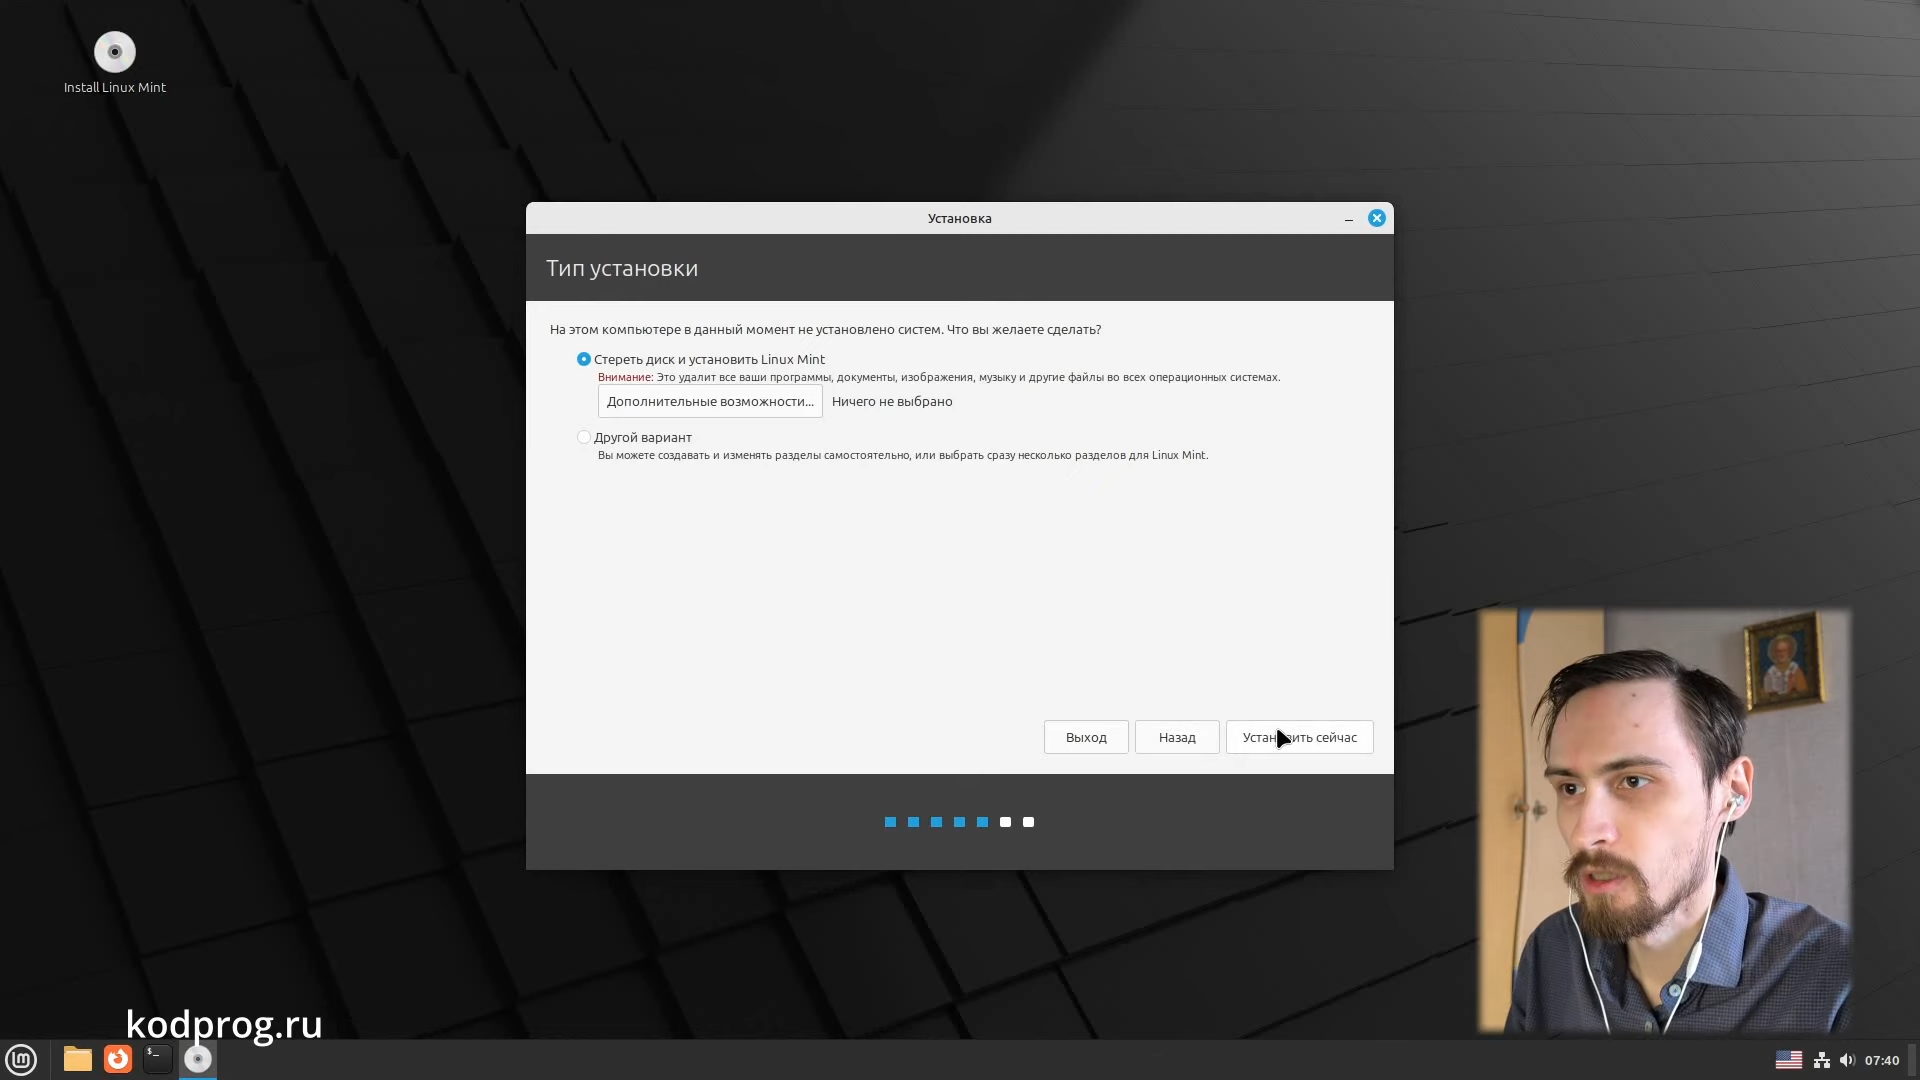 Install Linux Mint
Установка
Тип установки
На этом компьютере в данный момент не установлено систем. Что вы желаете сделать?
Стереть диск и установить Linux Mint
Внимание: Это удалит все ваши программы, документы, изображения, музыку и другие файлы во всех операционных системах.
Дополнительные возможности... Ничего не выбрано
Другой вариант
Вы можете создавать и изменять разделы самостоятельно, или выбрать сразу несколько разделов для Linux Mint.
Выход Назад Установить сейчас
kodprog.ru
07:40